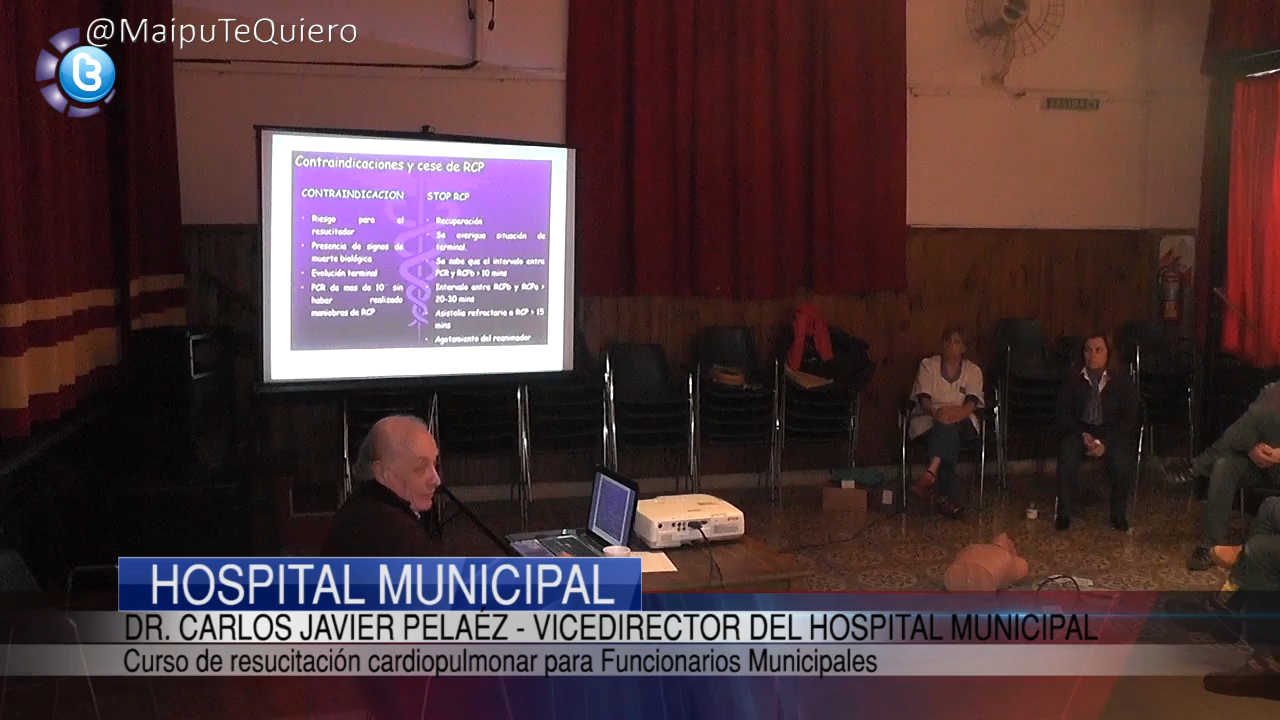 @MaipuTeQuiero
SALIDA
Contraindicaciones y cese de RCP
CONTRAINDICACION
• Riesgo para el
resucitador
• Presencia de signos de
muerte biológica
• Evolución terminal
• PCR de mas de 10¨ sin
haber realizado
maniobras de RCP
STOP RCP
• Recuperación
• Se averigua situación de
terminal.
• Se sabe que el intervalo entre
PCR y RCPb > 10 mins
• Intervalo entre RCPb y RCPa >
20-30 mins
• Asistolia refractaria a RCP > 15
mins
• Agotamiento del reanimador
HOSPITAL MUNICIPAL
DR. CARLOS JAVIER PELAÉZ - VICEDIRECTOR DEL HOSPITAL MUNICIPAL
Curso de resucitación cardiopulmonar para Funcionarios Municipales